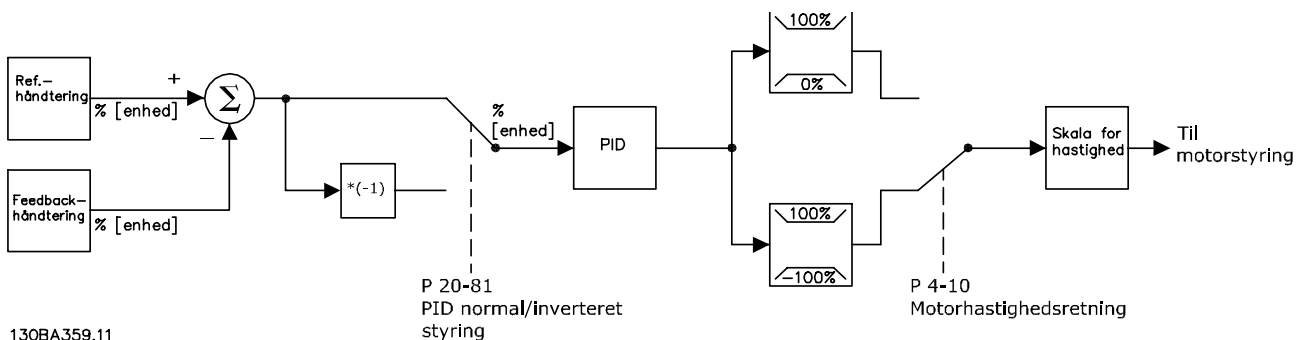 Ref.-
håndtering
+
% [enhed]
Σ
—
Feedback-
håndtering
% [enhed]
*(-1)
%
[enhed]
PID
100%
0%
100%
-100%
Skala for
hastighed
Til
motorstyring
P 20-81
PID normal/inverteret
styring
P 4-10
Motorhastighedsretning
130BA359.11